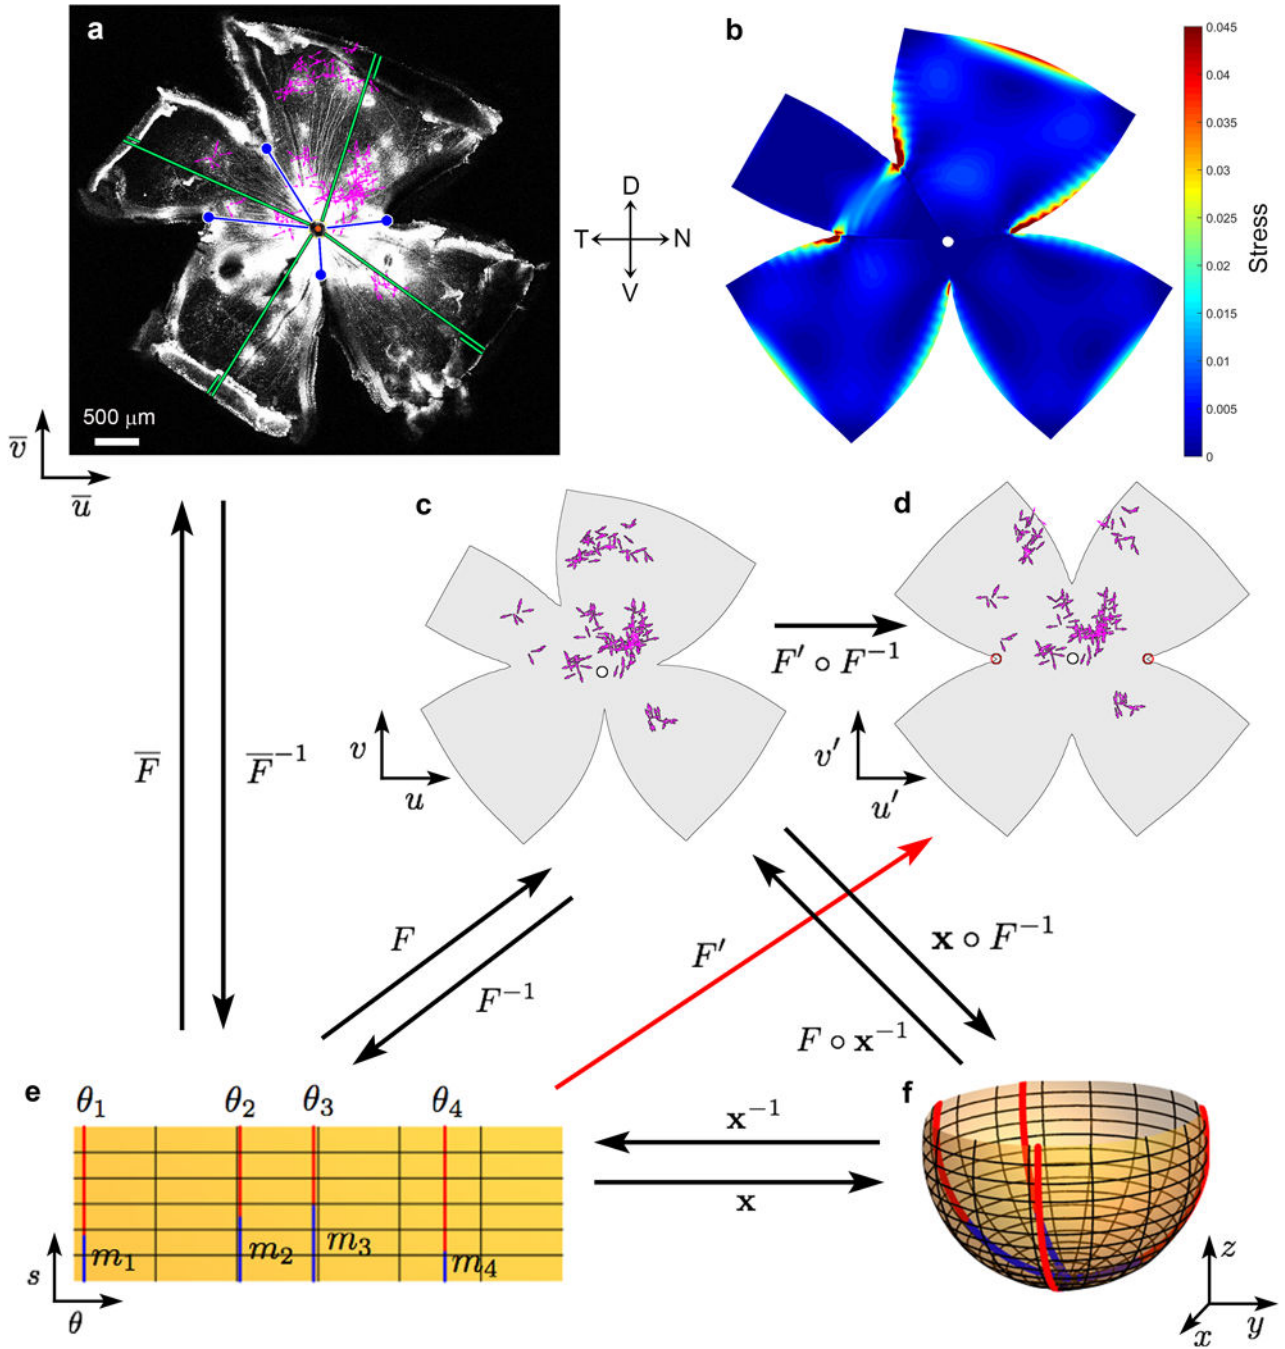 a
500 μm
v̅
u̅
D
T N
V
b
0.045
0.04
0.035
0.03
0.025
0.02
0.015
0.01
0.005
0
Stress
c
v
u
F′ ∘ F⁻¹
d
v′
u′
F̅
F̅⁻¹
F
F⁻¹
F′
x ∘ F⁻¹
F ∘ x⁻¹
e
θ₁ θ₂ θ₃ θ₄
m₁ m₂ m₃ m₄
s
θ
x⁻¹
x
f
z
y
x